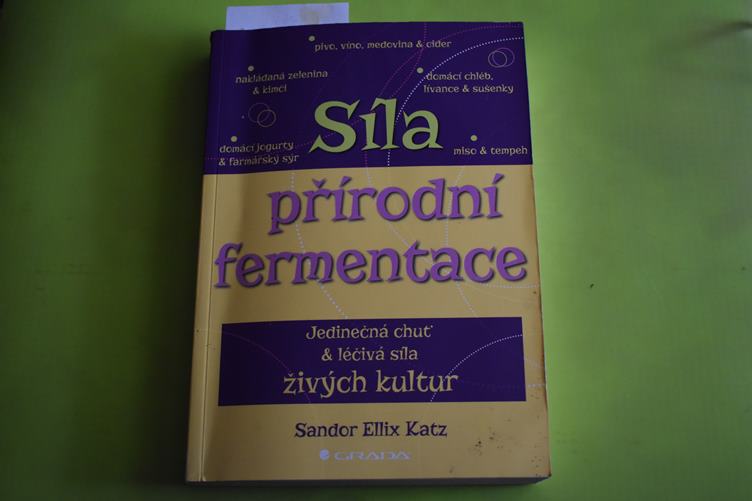 pivo, víno, medovina & cider
nakládaná zelenina
& kimči
domácí chléb,
lívance & sušenky
Síla
domácí jogurty
& farmářský sýr
miso & tempeh
přírodní
fermentace
Jedinečná chuť
& léčivá síla
živých kultur
Sandor Ellix Katz
GRADA